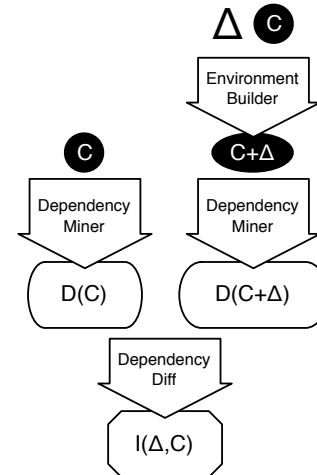 Δ C
Environment
Builder
C C+Δ
Dependency
Miner
Dependency
Miner
D(C) D(C+Δ)
Dependency
Diff
I(Δ,C)